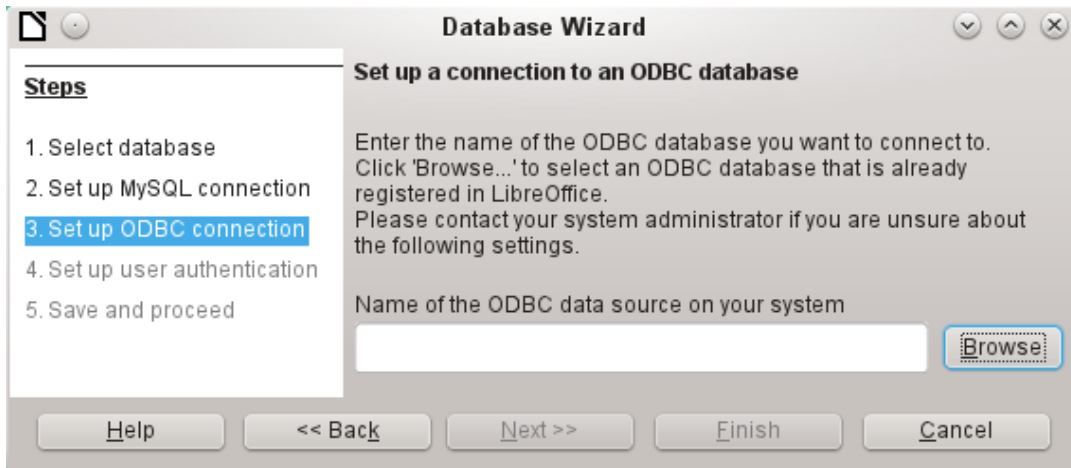 Database Wizard
Steps
1. Select database
2. Set up MySQL connection
3. Set up ODBC connection
4. Set up user authentication
5. Save and proceed
Set up a connection to an ODBC database
Enter the name of the ODBC database you want to connect to.
Click 'Browse...' to select an ODBC database that is already
registered in LibreOffice.
Please contact your system administrator if you are unsure about
the following settings.
Name of the ODBC data source on your system
Browse
Help
<< Back
Next >>
Finish
Cancel